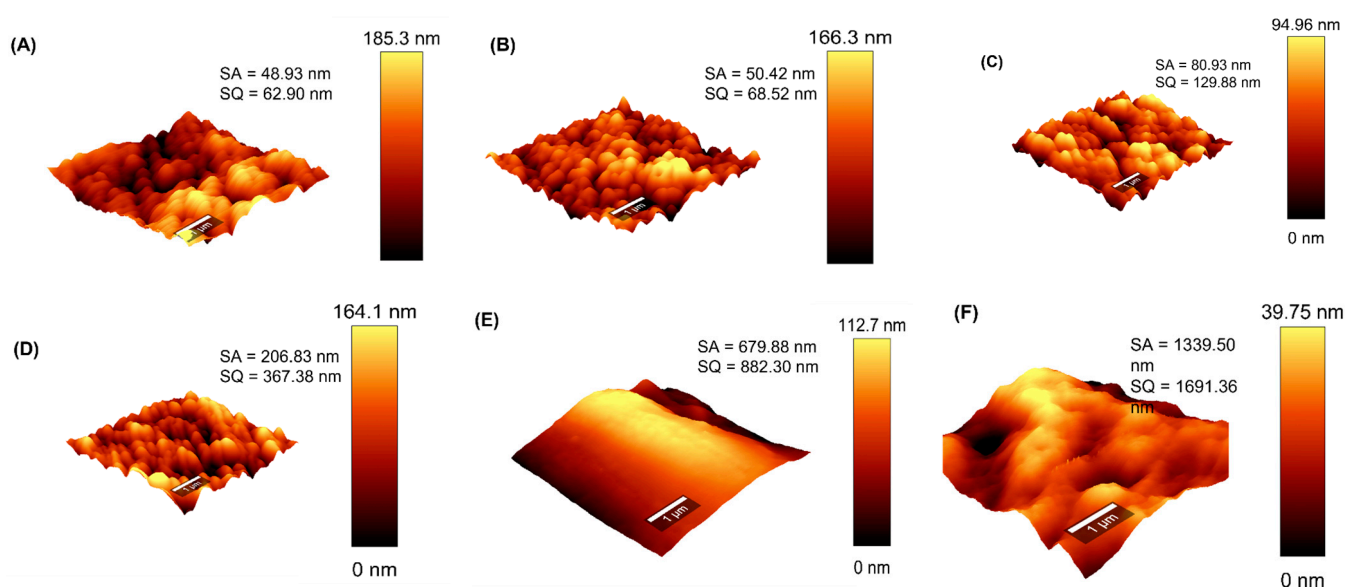 (A)
185.3 nm
SA = 48.93 nm
SQ = 62.90 nm
1 µm
(B)
166.3 nm
SA = 50.42 nm
SQ = 68.52 nm
1 µm
(C)
94.96 nm
SA = 80.93 nm
SQ = 129.88 nm
1 µm
0 nm
(D)
164.1 nm
SA = 206.83 nm
SQ = 367.38 nm
1 µm
0 nm
(E)
112.7 nm
SA = 679.88 nm
SQ = 882.30 nm
1 µm
0 nm
(F)
39.75 nm
SA = 1339.50
nm
SQ = 1691.36
nm
1 µm
0 nm